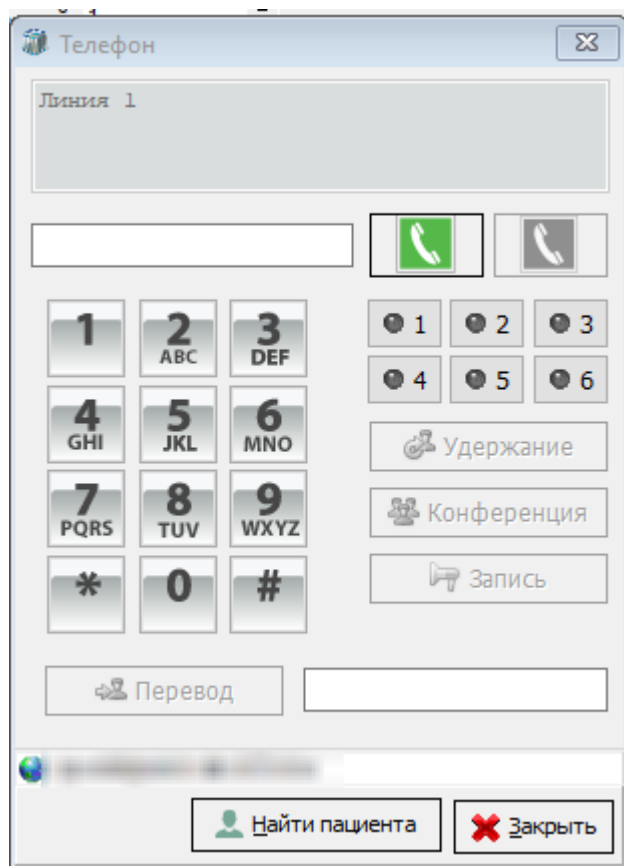 Телефон
Линия 1
1 2 ABC 3 DEF
1 2 3
4 GHI 5 JKL 6 MNO
4 5 6
Удержание
7 PQRS 8 TUV 9 WXYZ
Конференция
* 0 #
Запись
Перевод
Найти пациента Закрыть